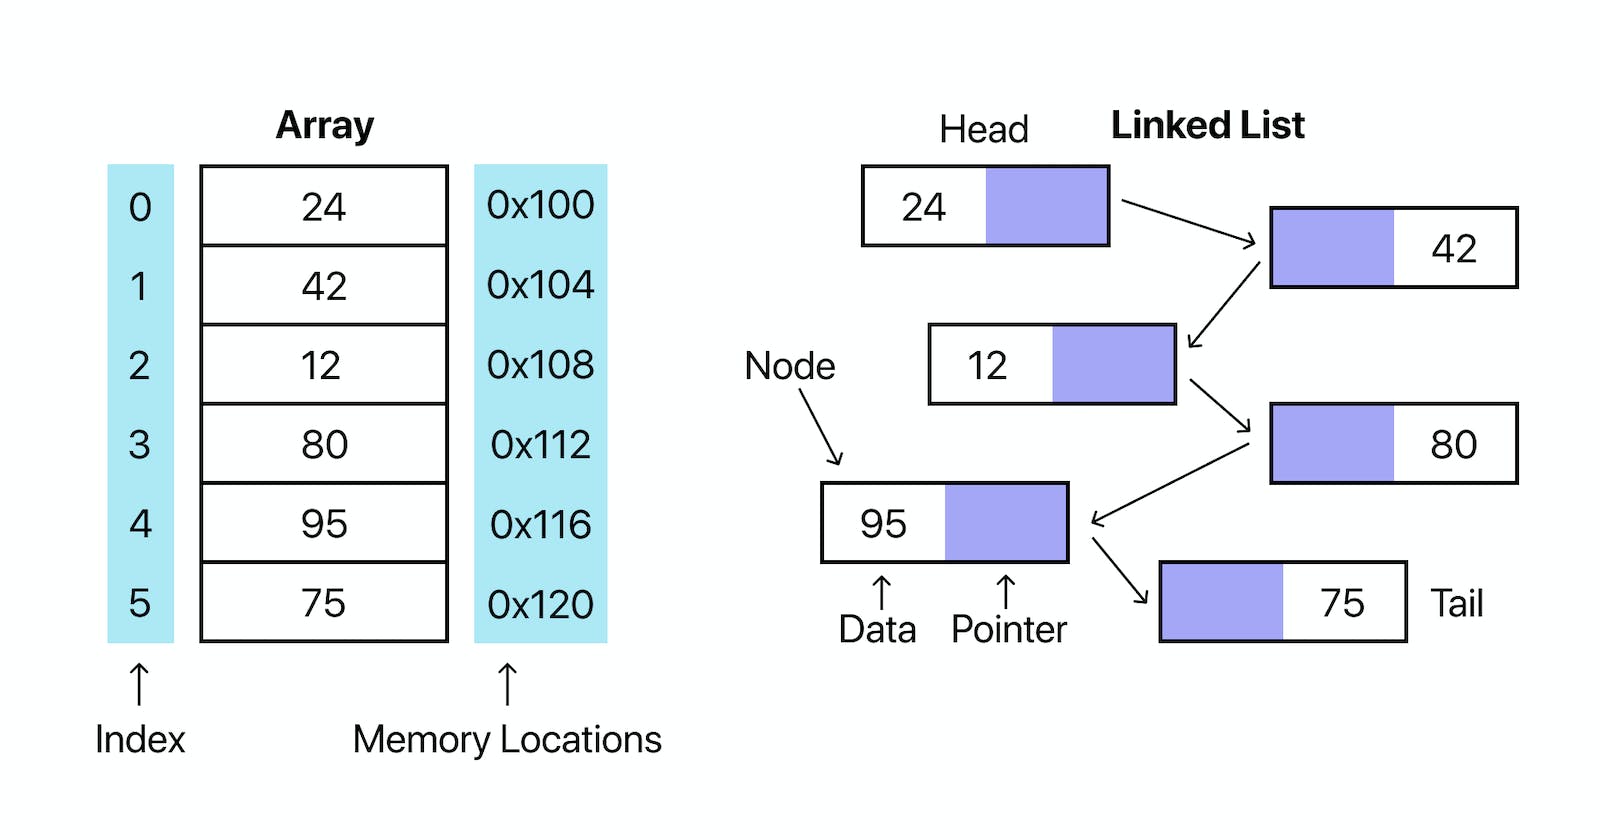 Array
0 24 0x100
1 42 0x104
2 12 0x108
3 80 0x112
4 95 0x116
5 75 0x120
Index
Memory Locations
Head
Linked List
24
42
12
Node
80
95
Data
Pointer
75
Tail